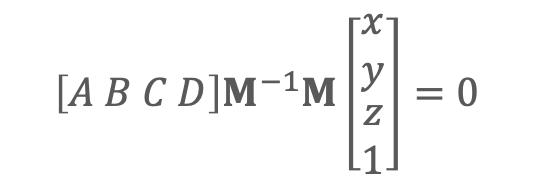 [A B C D]M⁻¹M [x y z 1] = 0